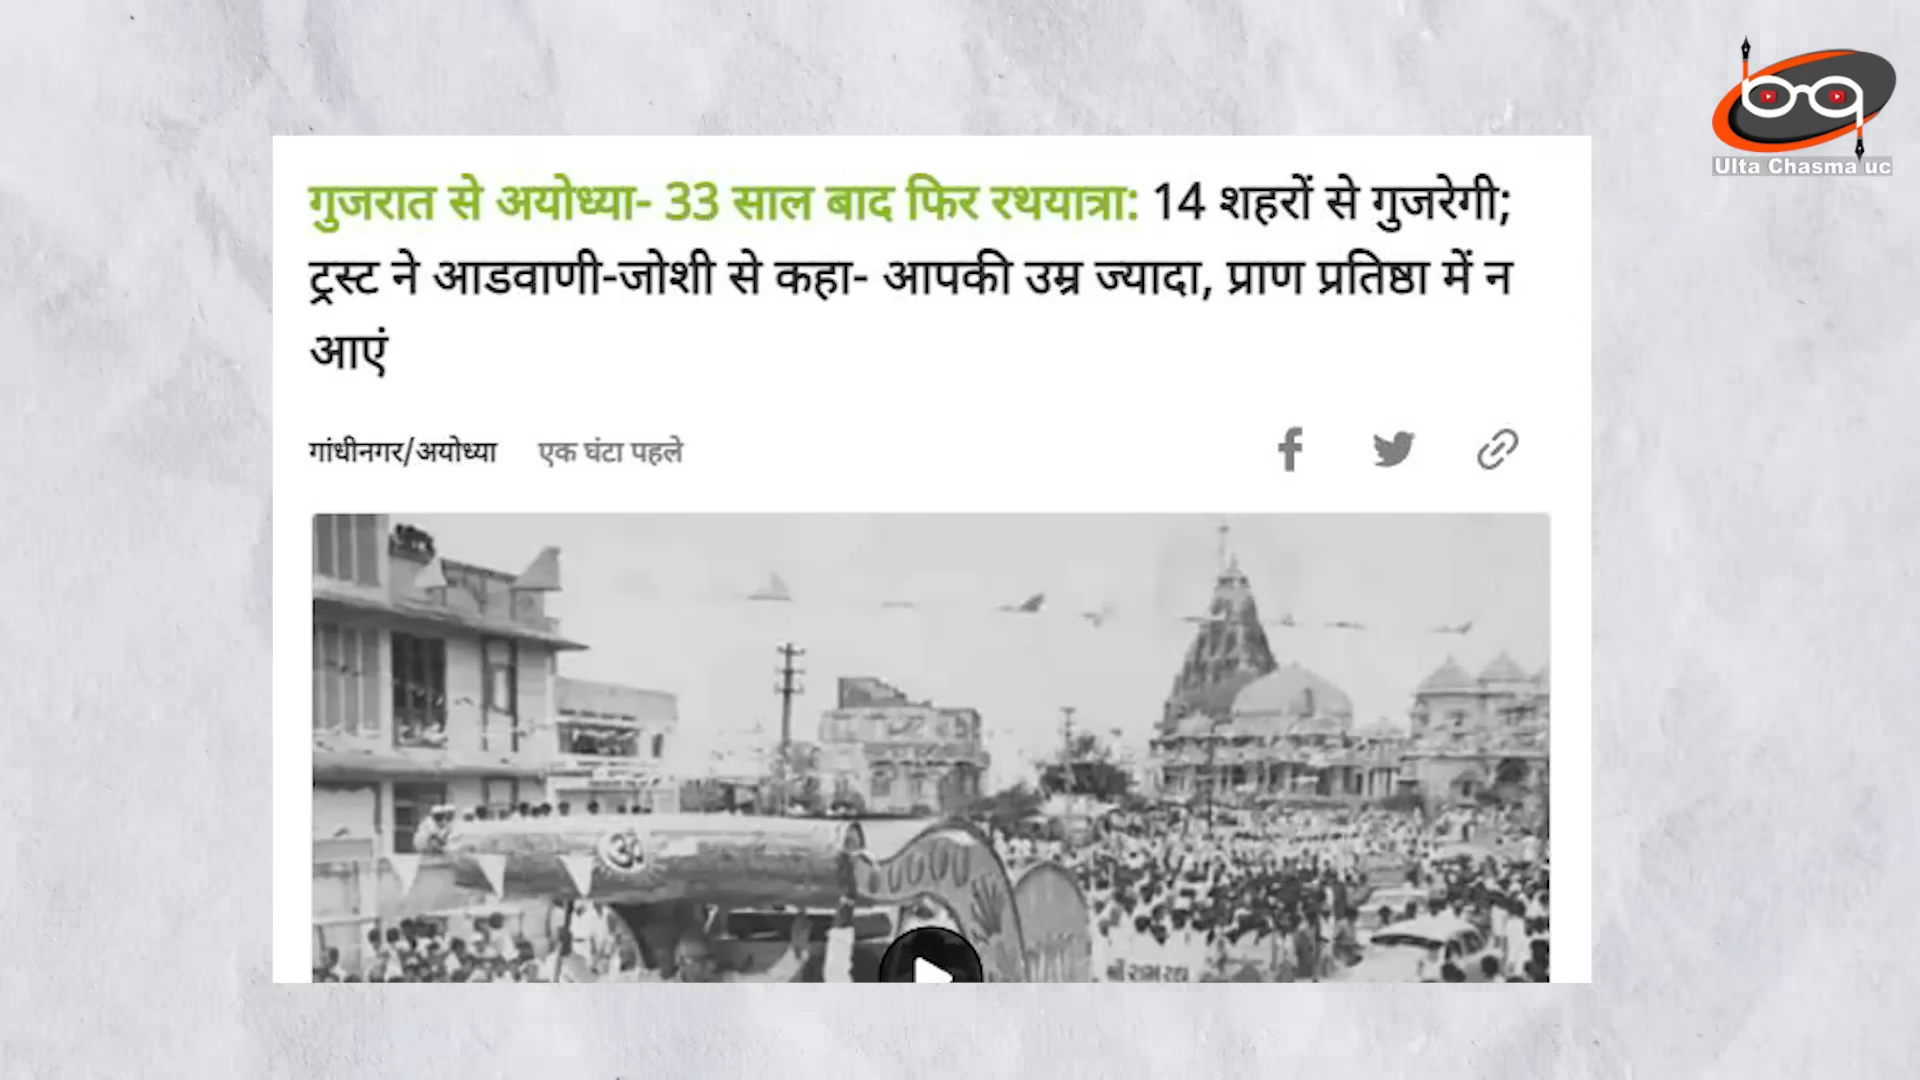 Ulta Chasma uc
गुजरात से अयोध्या- 33 साल बाद फिर रथयात्रा: 14 शहरों से गुजरेगी;
ट्रस्ट ने आडवाणी-जोशी से कहा- आपकी उम्र ज्यादा, प्राण प्रतिष्ठा में न
आएं
गांधीनगर/अयोध्या एक घंटा पहले
ॐ